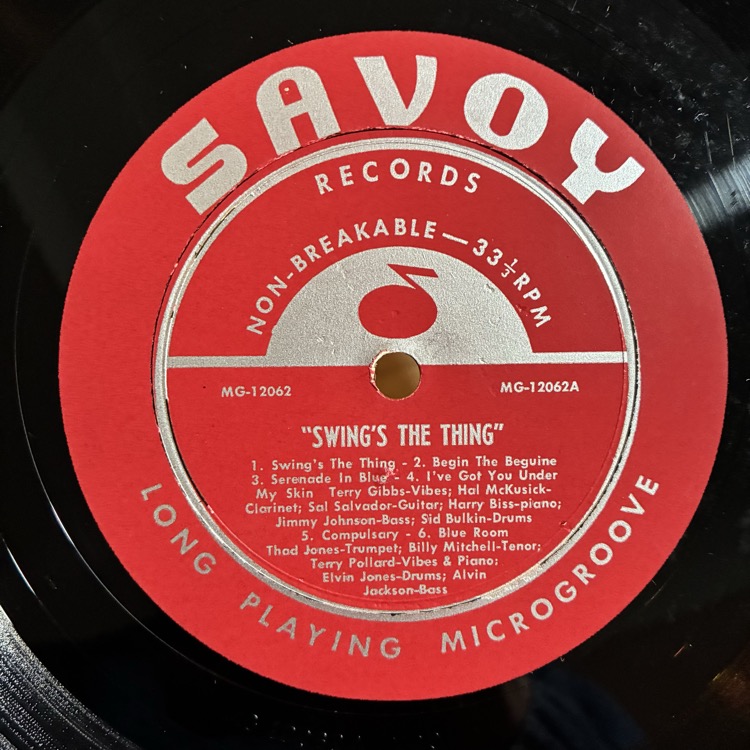 SAVOY
RECORDS
NON-BREAKABLE — 33 1/3 RPM
MG-12062
MG-12062A
"SWING'S THE THING"
1. Swing's The Thing - 2. Begin The Beguine
3. Serenade In Blue - 4. I've Got You Under
My Skin Terry Gibbs-Vibes; Hal McKusick-
Clarinet; Sal Salvador-Guitar; Harry Biss-piano;
Jimmy Johnson-Bass; Sid Bulkin-Drums
5. Compulsary - 6. Blue Room
Thad Jones-Trumpet; Billy Mitchell-Tenor;
Terry Pollard-Vibes & Piano;
Elvin Jones-Drums; Alvin
Jackson-Bass
LONG PLAYING MICROGROOVE